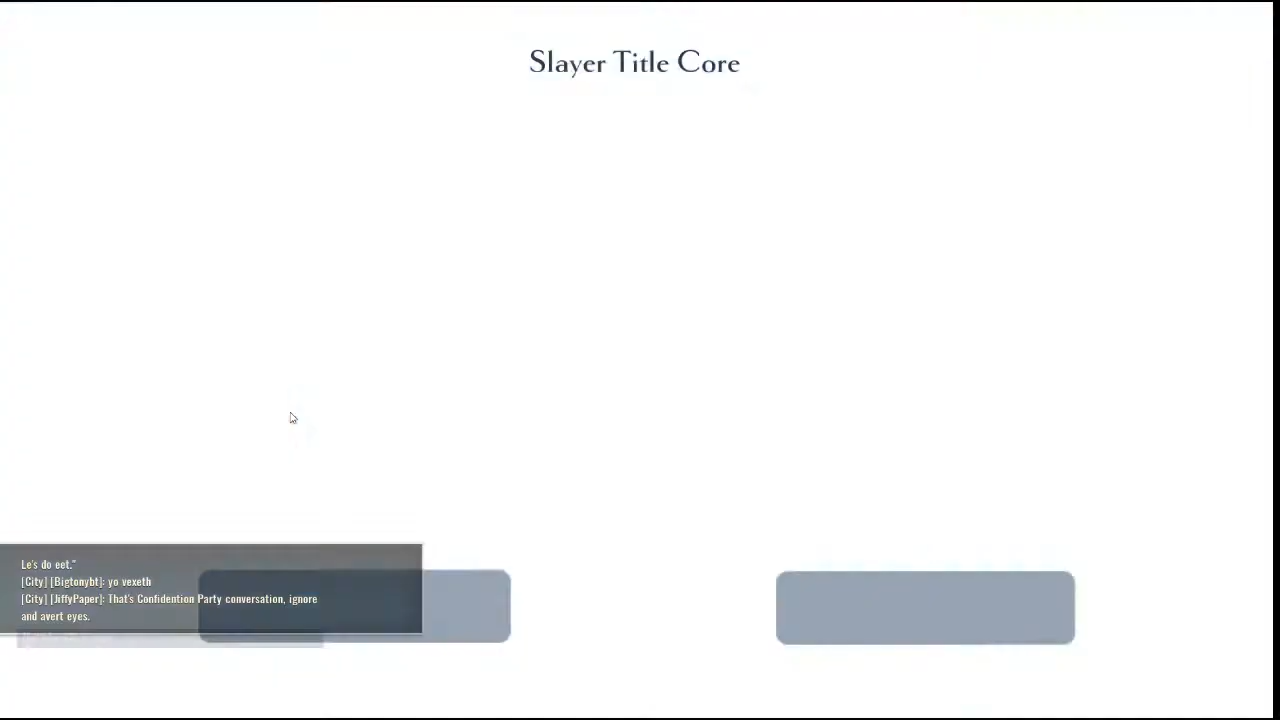 Slayer Title Core
Le's do eet."
[City] [Bigtonybt]: yo vexeth
[City] [JiffyPaper]: That's Confidention Party conversation, ignore
and avert eyes.